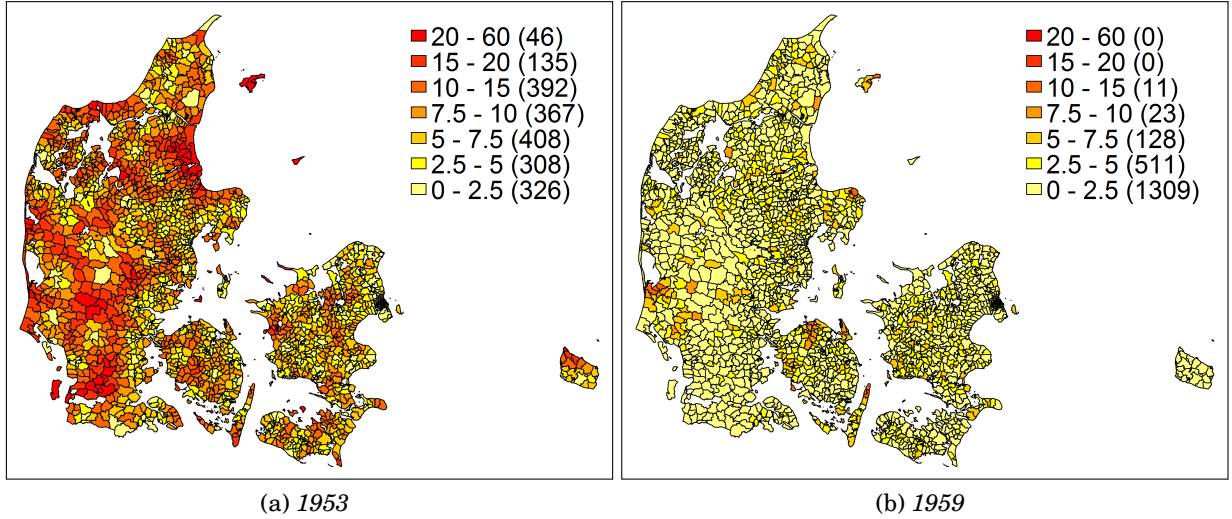 20 - 60 (46)
15 - 20 (135)
10 - 15 (392)
7.5 - 10 (367)
5 - 7.5 (408)
2.5 - 5 (308)
0 - 2.5 (326)
20 - 60 (0)
15 - 20 (0)
10 - 15 (11)
7.5 - 10 (23)
5 - 7.5 (128)
2.5 - 5 (511)
0 - 2.5 (1309)
(a) 1953
(b) 1959